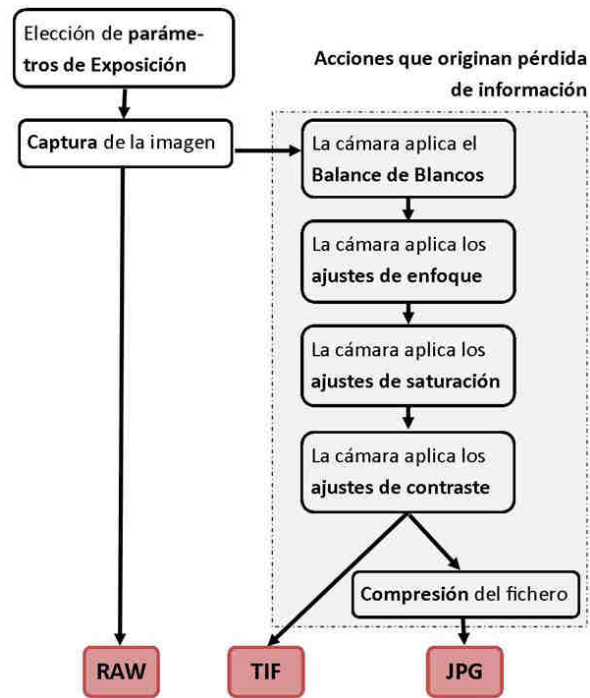 Elección de paráme-
tros de Exposición
Acciones que originan pérdida
de información
Captura de la imagen
La cámara aplica el
Balance de Blancos
La cámara aplica los
ajustes de enfoque
La cámara aplica los
ajustes de saturación
La cámara aplica los
ajustes de contraste
Compresión del fichero
RAW
TIF
JPG